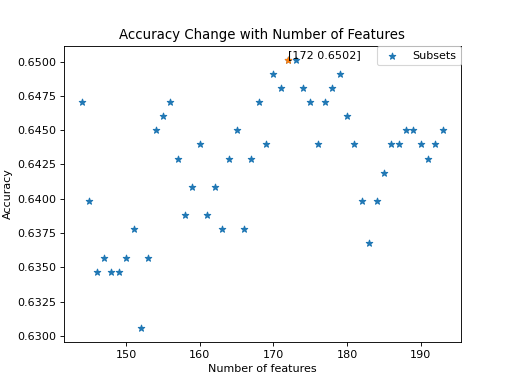 Accuracy Change with Number of Features
[172 0.6502]
Subsets
0.6500
0.6475
0.6450
0.6425
0.6400
0.6375
0.6350
0.6325
0.6300
Accuracy
150 160 170 180 190
Number of features